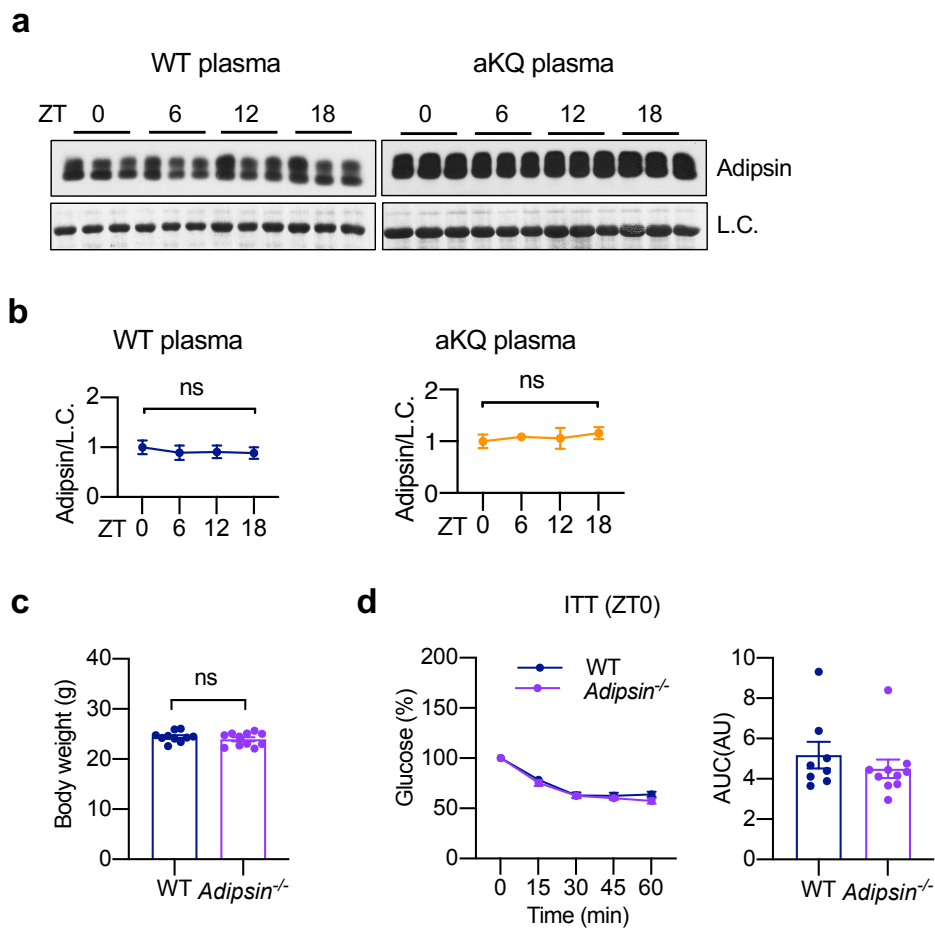 a
WT plasma
aKQ plasma
ZT 0 6 12 18
0 6 12 18
Adipsin
L.C.
b
WT plasma
aKQ plasma
Adipsin/L.C.
2
1
0
ns
ZT 0 6 12 18
Adipsin/L.C.
2
1
0
ns
ZT 0 6 12 18
c
Body weight (g)
40
30
20
10
0
ns
WT Adipsin-/-
d
ITT (ZT0)
Glucose (%)
200
150
100
50
0
WT
Adipsin-/-
0 15 30 45 60
Time (min)
AUC(AU)
10
8
6
4
2
0
WT Adipsin-/-